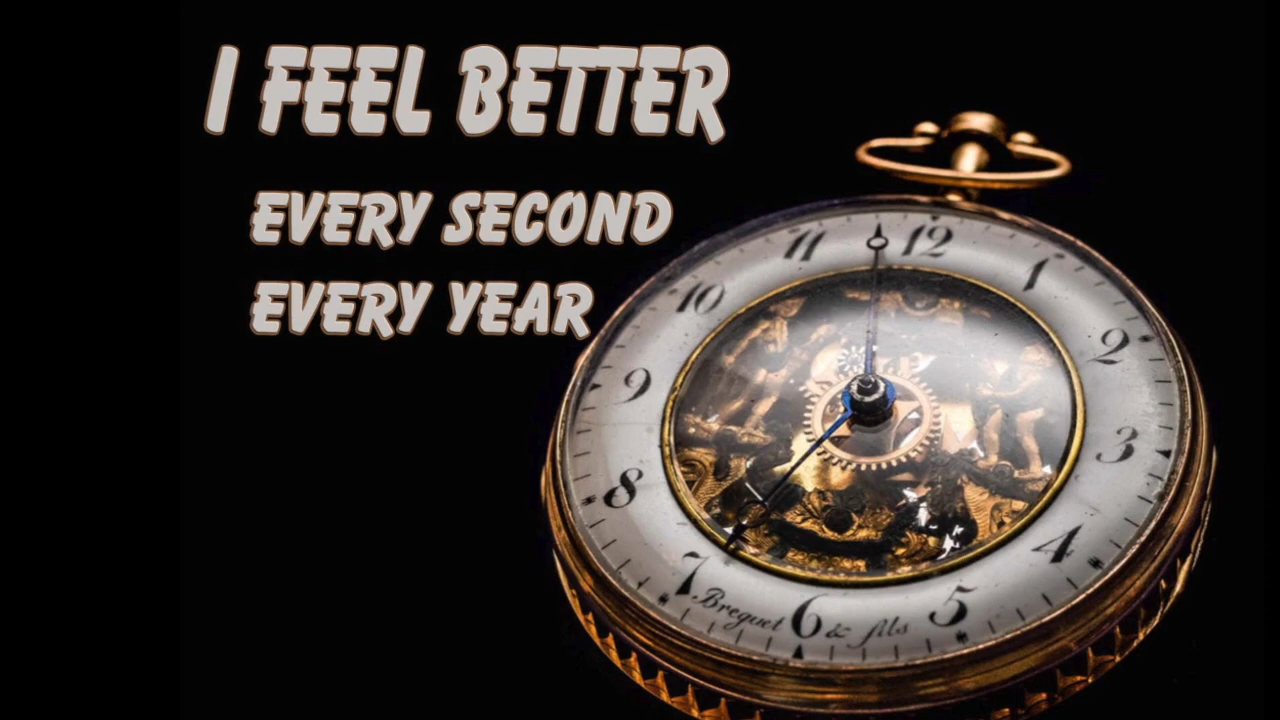 I FEEL BETTER
EVERY SECOND
EVERY YEAR
11 12 1
10 2
9 3
8 4
7 6 5
Breguet & fils